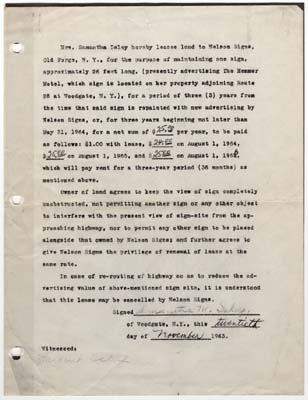 Mrs. Samantha Isley hereby leases land to Nelson Signs,
Old Forge, N. Y., for the purpose of maintaining one sign,
approximately 26 feet long, (presently advertising The Hemmer
Motel, which sign is located on her property adjoining Route
28 at Woodgate, N. Y.), for a period of three (3) years from
the time that said sign is repainted with new advertising by
Nelson Signs, or, for three years beginning not later than
May 31, 1964, for a net sum of $25.00 per year, to be paid
as follows: $1.00 with lease, $24.00 on August 1, 1964,
$25.00 on August 1, 1965, and $25.00 on August 1, 1966,
which will pay rent for a three-year period (36 months) as
mentioned above.
Owner of land agrees to keep the view of sign completely
unobstructed, not permitting another sign or any other object
to interfere with the present view of sign-site from the ap-
proaching highway, nor to permit any other sign to be placed
alongside that owned by Nelson Signs; and further agrees to
give Nelson Signs the privilege of renewal of lease at the
same rate.
In case of re-routing of highway so as to reduce the ad-
vertising value of above-mentioned sign site, it is understood
that this lease may be cancelled by Nelson Signs.
Signed Samantha M. Isley
of Woodgate, N.Y., this twentieth
day of November 1963.
Witnessed: